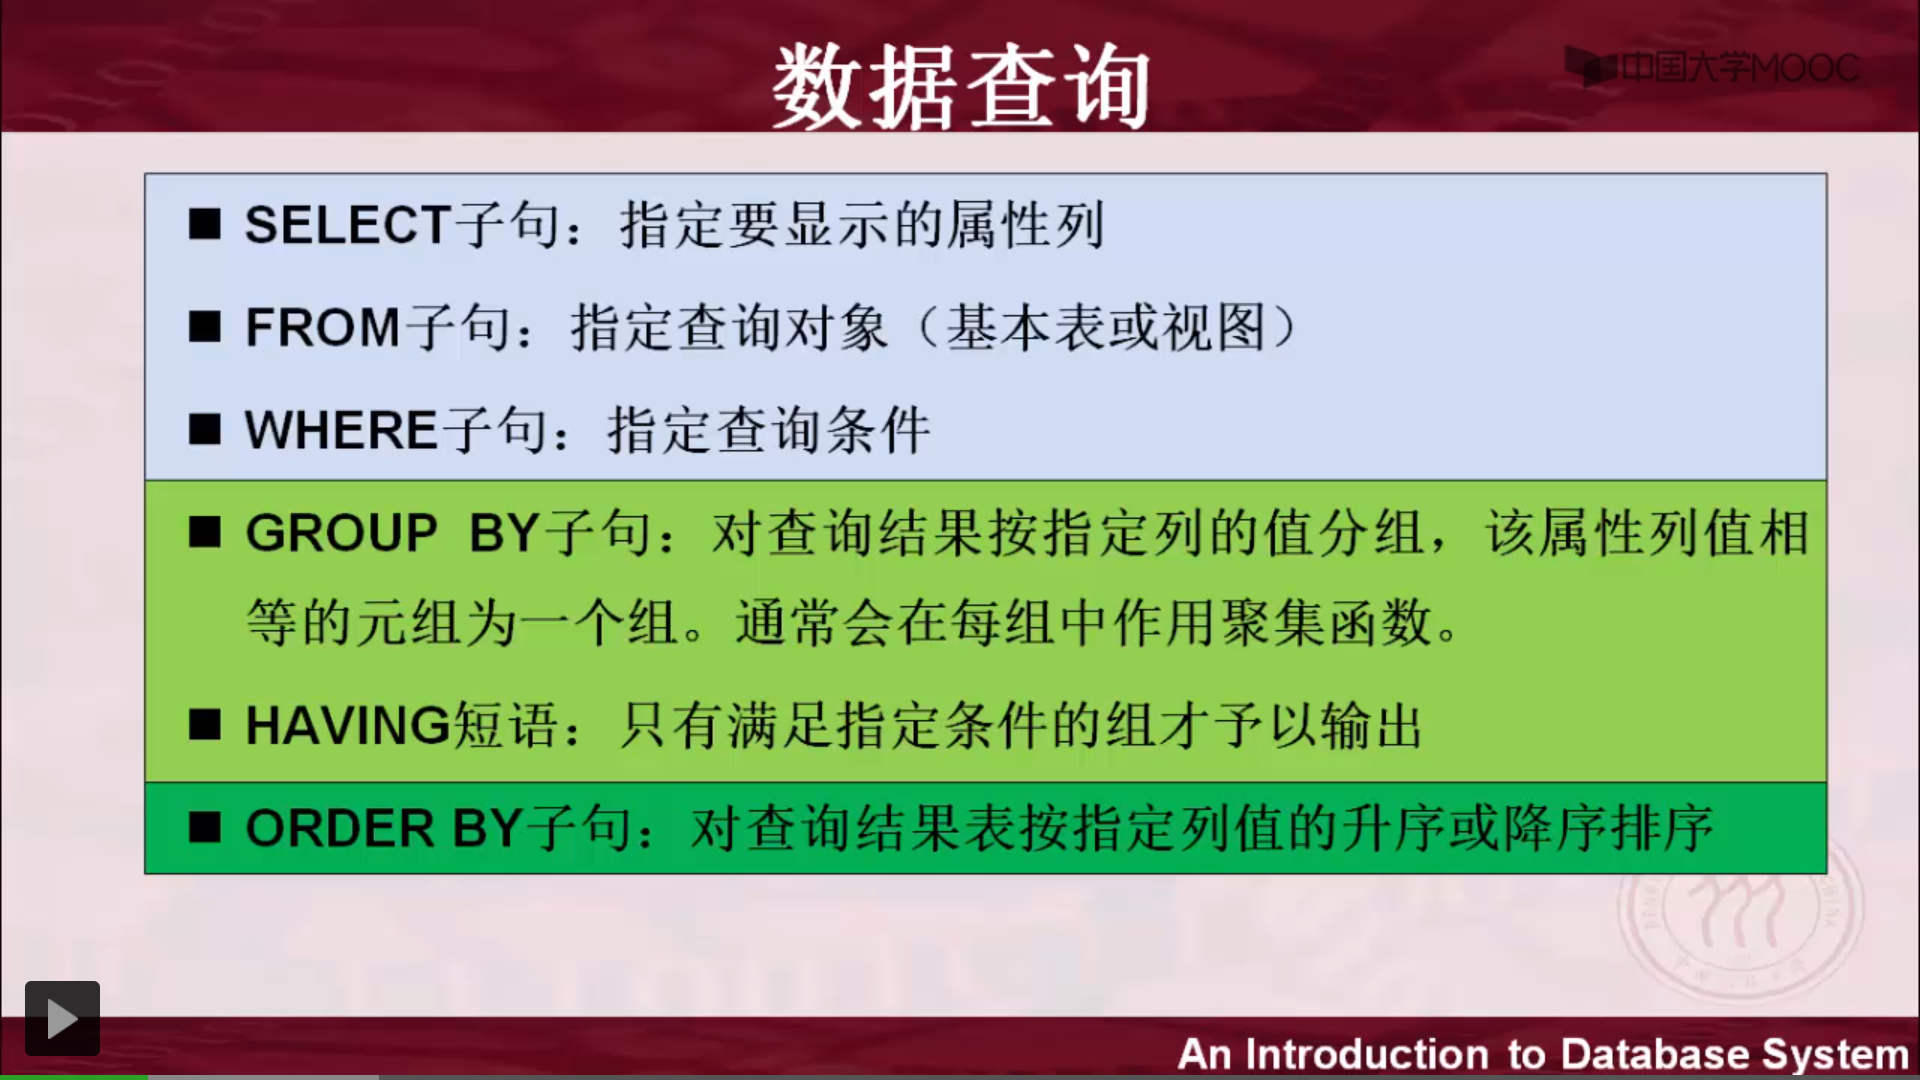 数据查询
中国大学MOOC
■ SELECT子句：指定要显示的属性列
■ FROM子句：指定查询对象（基本表或视图）
■ WHERE子句：指定查询条件
■ GROUP BY子句：对查询结果按指定列的值分组，该属性列值相
等的元组为一个组。通常会在每组中作用聚集函数。
■ HAVING短语：只有满足指定条件的组才予以输出
■ ORDER BY子句：对查询结果表按指定列值的升序或降序排序
CHINA
An Introduction to Database System